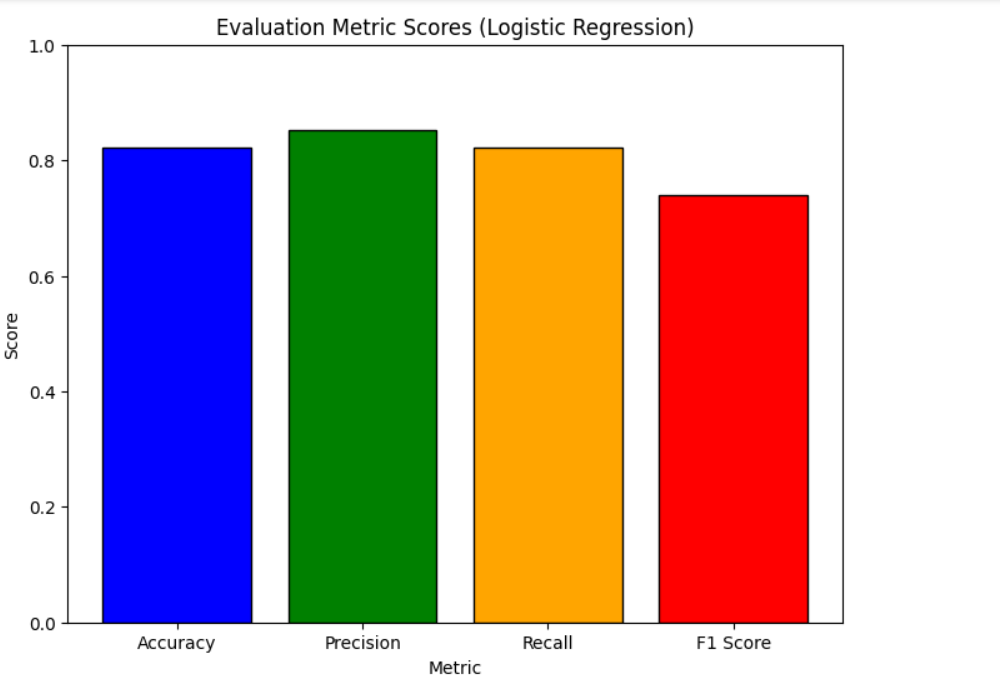 Evaluation Metric Scores (Logistic Regression)
1.0
0.8
0.6
0.4
0.2
0.0
Score
Accuracy Precision Recall F1 Score
Metric